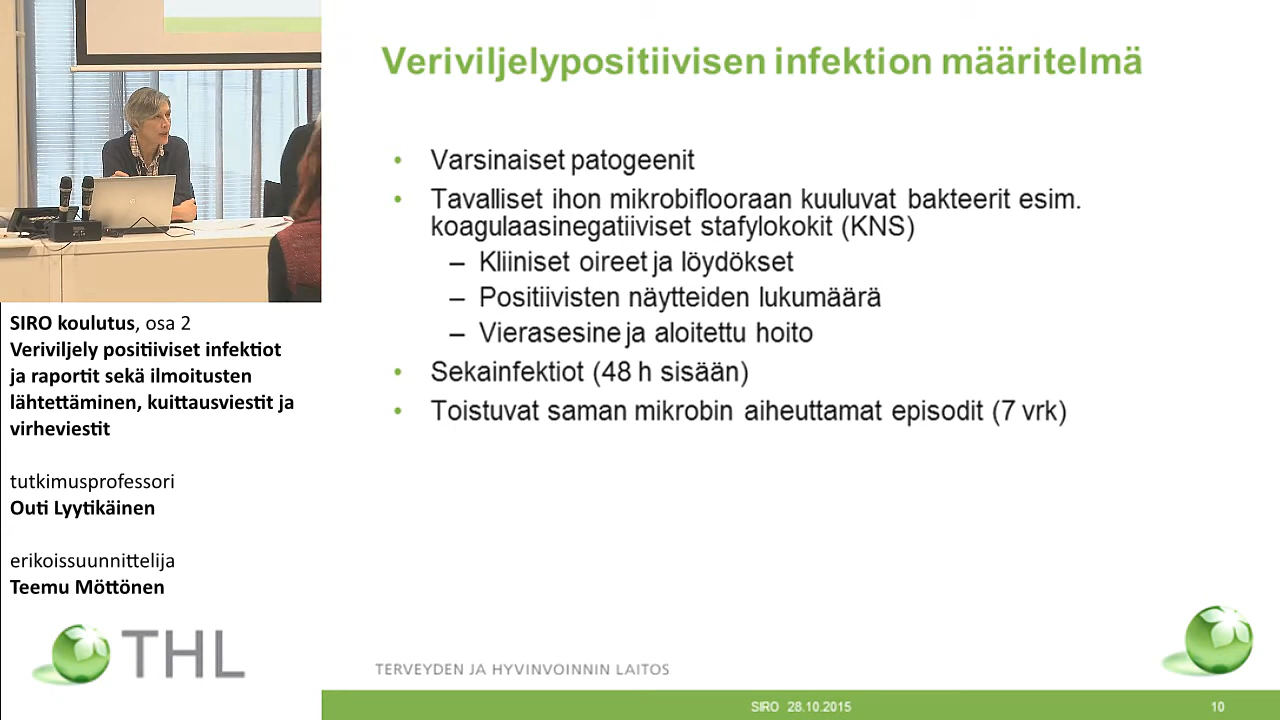 Veriviljelypositiivisen infektion määritelmä
• Varsinaiset patogeenit
• Tavalliset ihon mikrobiflooraan kuuluvat bakteerit esim.
koagulaasinegatiiviset stafylokokit (KNS)
– Kliiniset oireet ja löydökset
– Positiivisten näytteiden lukumäärä
– Vierasesine ja aloitettu hoito
• Sekainfektiot (48 h sisään)
• Toistuvat saman mikrobin aiheuttamat episodit (7 vrk)
SIRO koulutus, osa 2
Veriviljely positiiviset infektiot
ja raportit sekä ilmoitusten
lähtettäminen, kuittausviestit ja
virheviestit
tutkimusprofessori
Outi Lyytikäinen
erikoissuunnittelija
Teemu Möttönen
THL
TERVEYDEN JA HYVINVOINNIN LAITOS
SIRO 28.10.2015
10